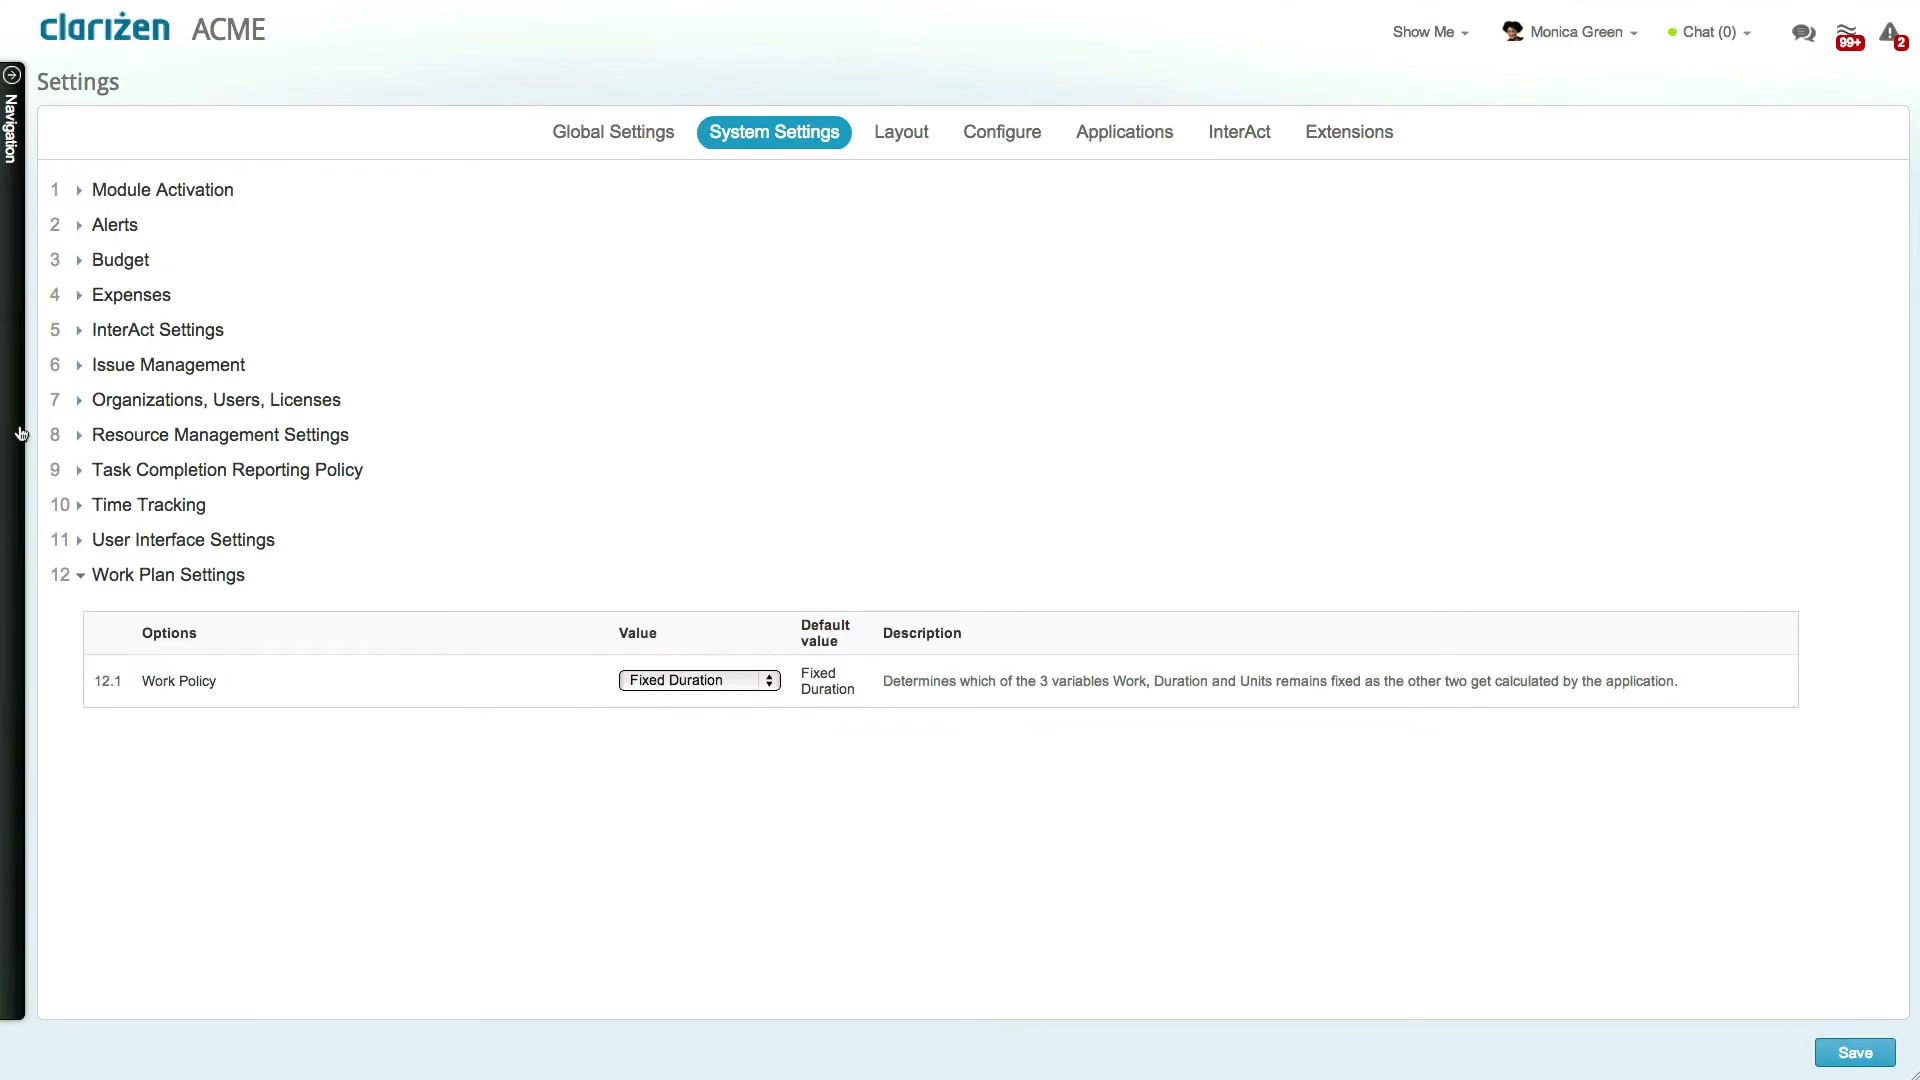 clarizen ACME
Show Me
Monica Green
Chat (0)
99+
2
Navigation
Settings
Global Settings
System Settings
Layout
Configure
Applications
InterAct
Extensions
1 Module Activation
2 Alerts
3 Budget
4 Expenses
5 InterAct Settings
6 Issue Management
7 Organizations, Users, Licenses
8 Resource Management Settings
9 Task Completion Reporting Policy
10 Time Tracking
11 User Interface Settings
12 Work Plan Settings
Options
Value
Default
value
Description
12.1 Work Policy
Fixed Duration
Fixed
Duration
Determines which of the 3 variables Work, Duration and Units remains fixed as the other two get calculated by the application.
Save